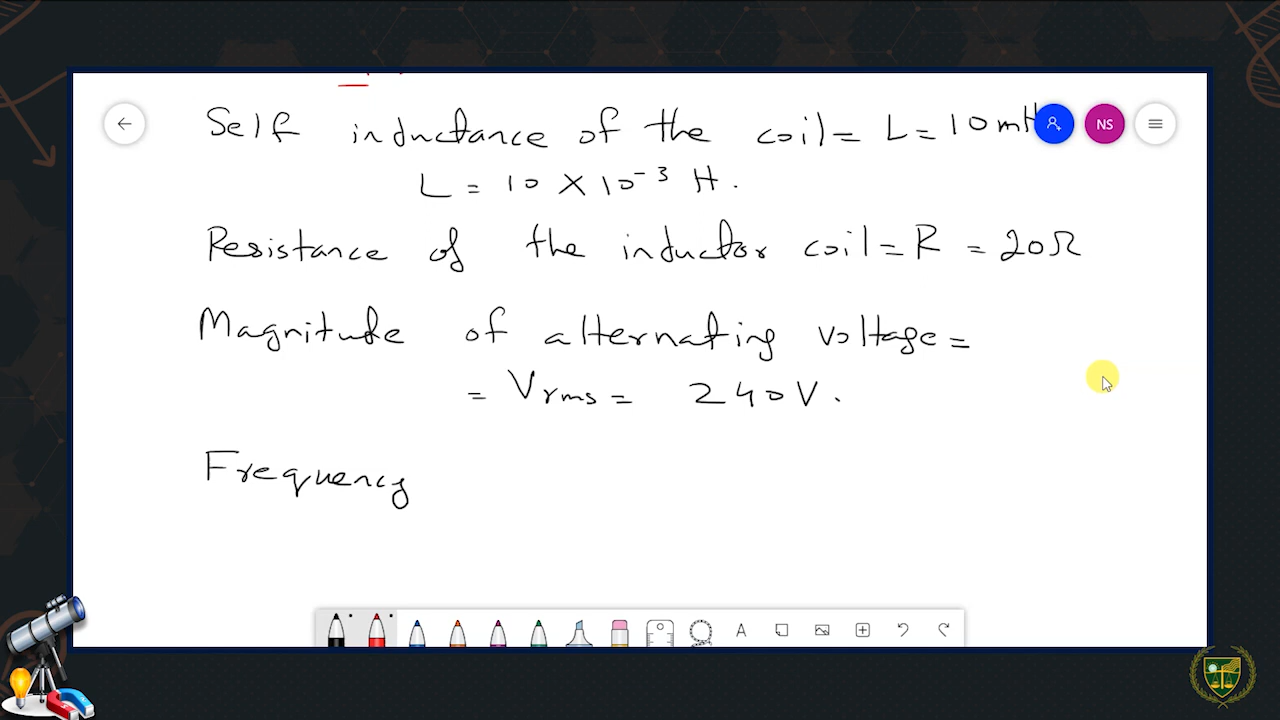 Self inductance of the coil = L = 10 mH
L = 10 × 10⁻³ H.
NS
Resistance of the inductor coil = R = 20Ω
Magnitude of alternating voltage =
= Vrms = 240V.
Frequency
A